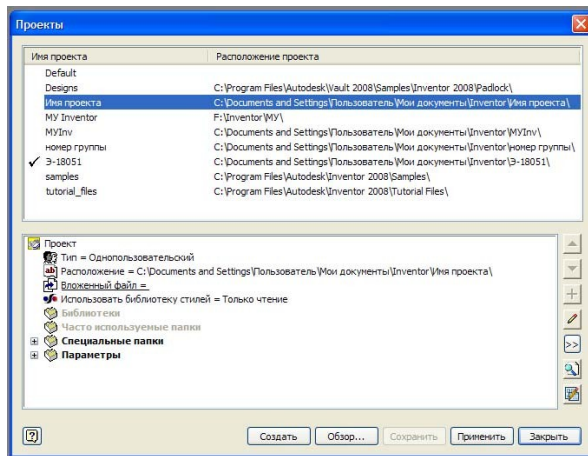 Проекты
Имя проекта Расположение проекта
Default
Designs C:\Program Files\Autodesk\Vault 2008\Samples\Inventor 2008\Padlock\
Имя проекта C:\Documents and Settings\Пользователь\Мои документы\Inventor\Имя проекта\
МУ Inventor F:\Inventor\МУ\
МУInv C:\Documents and Settings\Пользователь\Мои документы\Inventor\МУInv\
номер группы C:\Documents and Settings\Пользователь\Мои документы\Inventor\номер группы\
Э-18051 C:\Documents and Settings\Пользователь\Мои документы\Inventor\Э-18051\
samples C:\Program Files\Autodesk\Inventor 2008\Samples\
tutorial_files C:\Program Files\Autodesk\Inventor 2008\Tutorial Files\
Проект
Тип = Однопользовательский
Расположение = C:\Documents and Settings\Пользователь\Мои документы\Inventor\Имя проекта\
Вложенный файл =
Использовать библиотеку стилей = Только чтение
Библиотеки
Часто используемые папки
Специальные папки
Параметры
>>
Создать Обзор... Сохранить Применить Закрыть